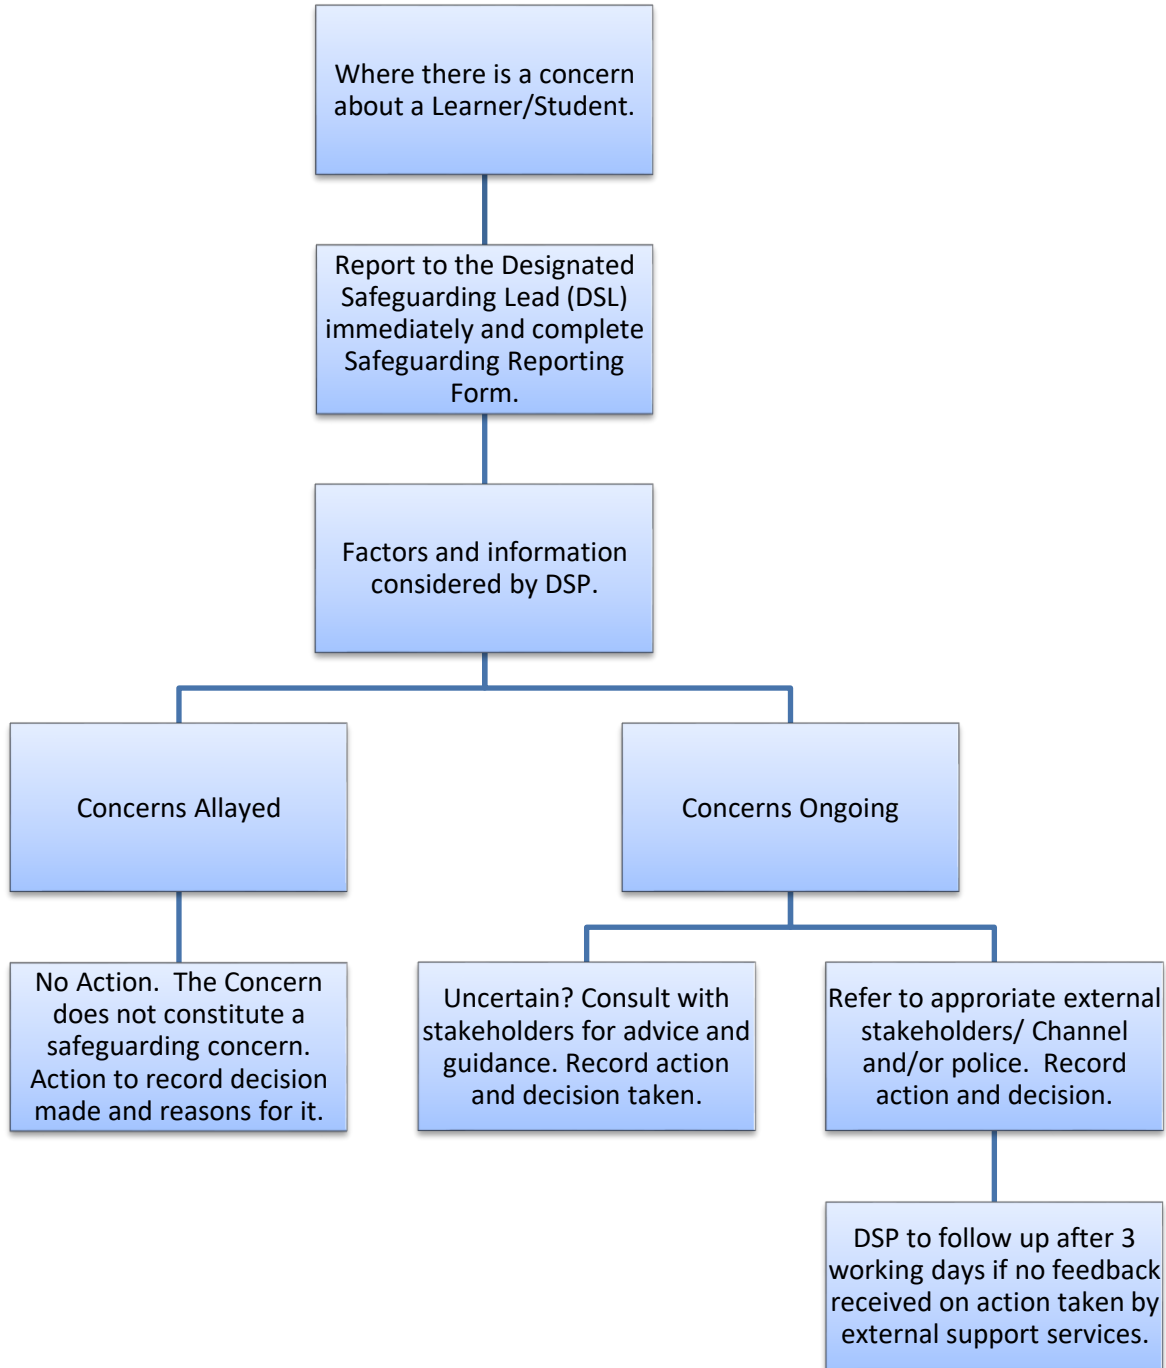 Where there is a concern
about a Learner/Student.
Report to the Designated
Safeguarding Lead (DSL)
immediately and complete
Safeguarding Reporting
Form.
Factors and information
considered by DSP.
Concerns Allayed
Concerns Ongoing
No Action.  The Concern
does not constitute a
safeguarding concern.
Action to record decision
made and reasons for it.
Uncertain? Consult with
stakeholders for advice and
guidance. Record action
and decision taken.
Refer to approriate external
stakeholders/ Channel
and/or police.  Record
action and decision.
DSP to follow up after 3
working days if no feedback
received on action taken by
external support services.